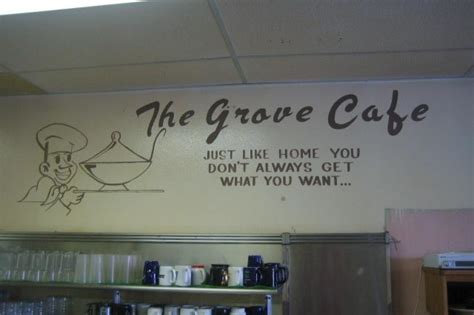 The Grove Cafe
JUST LIKE HOME YOU
DON'T ALWAYS GET
WHAT YOU WANT...